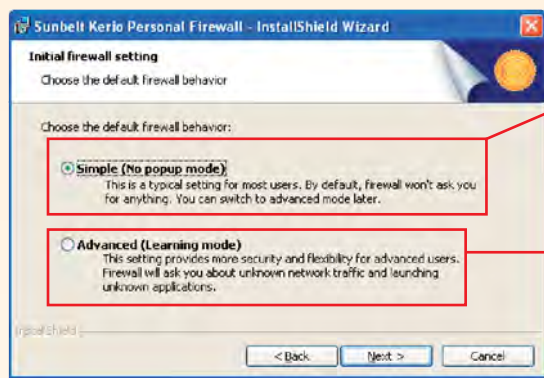 Sunbelt Kerio Personal Firewall - InstallShield Wizard
Initial firewall setting
Choose the default firewall behavior
Choose the default firewall behavior:
Simple (No popup mode)
This is a typical setting for most users. By default, firewall won't ask you
for anything. You can switch to advanced mode later.
Advanced (Learning mode)
This setting provides more security and flexibility for advanced users.
Firewall will ask you about unknown network traffic and launching
unknown applications.
InstallShield
< Back
Next >
Cancel